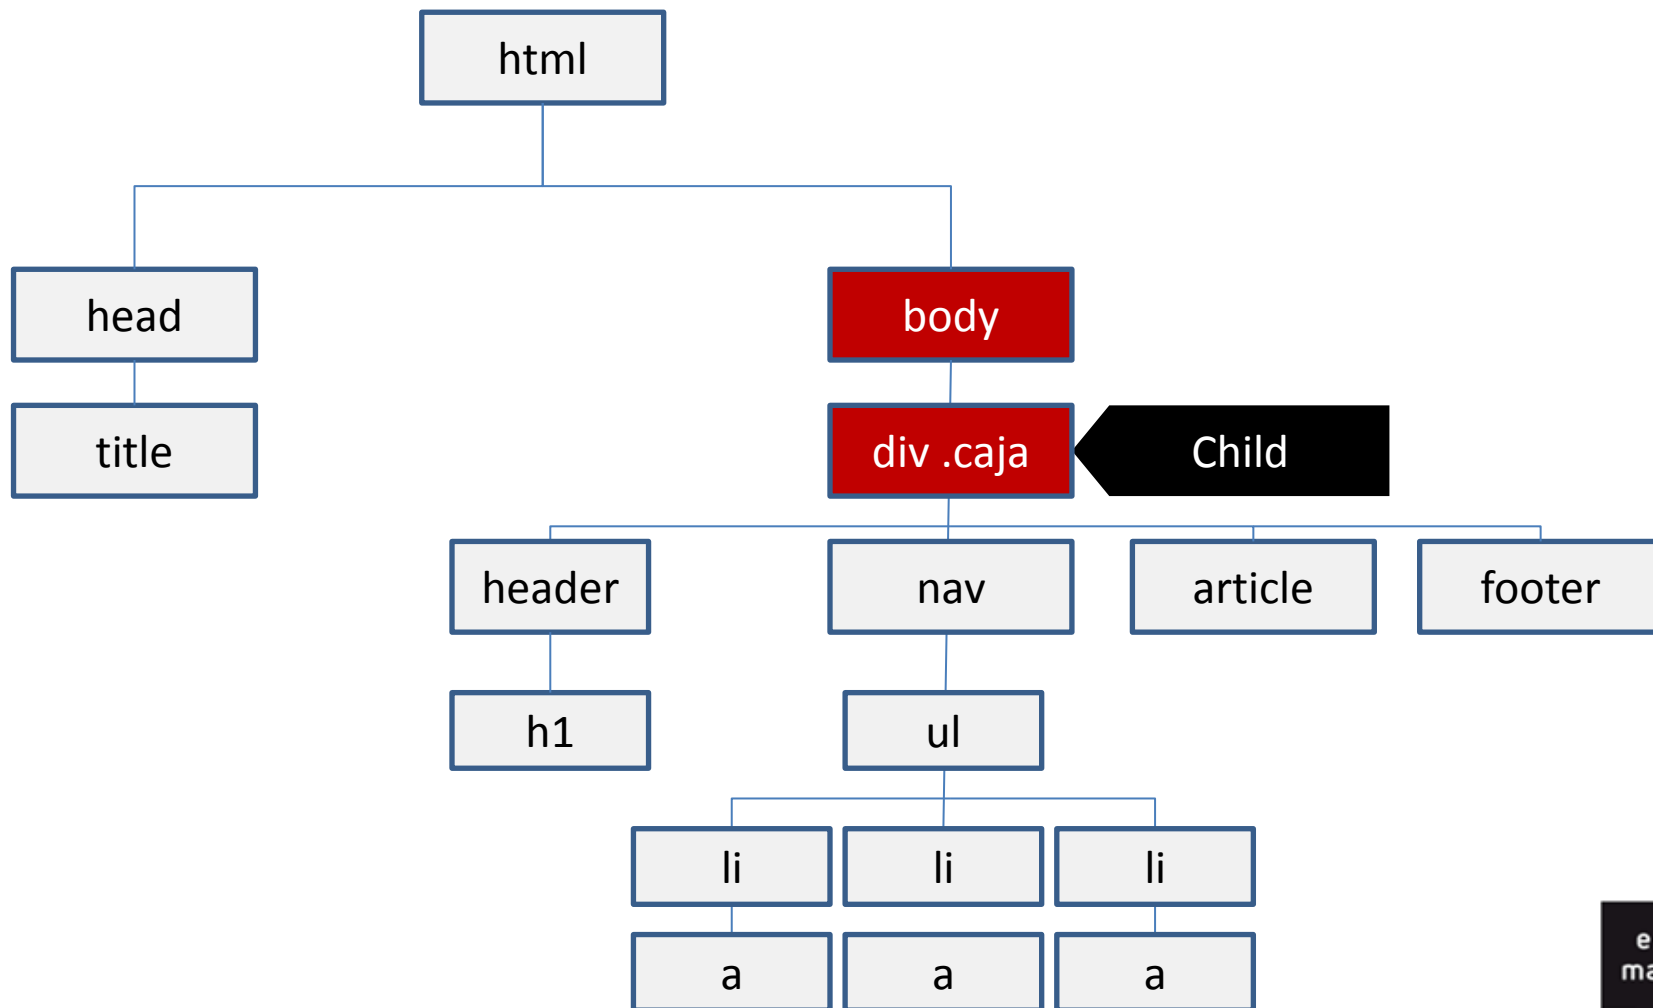 html
head
body
title
div .caja
Child
header
nav
article
footer
h1
ul
li
li
li
a
a
a